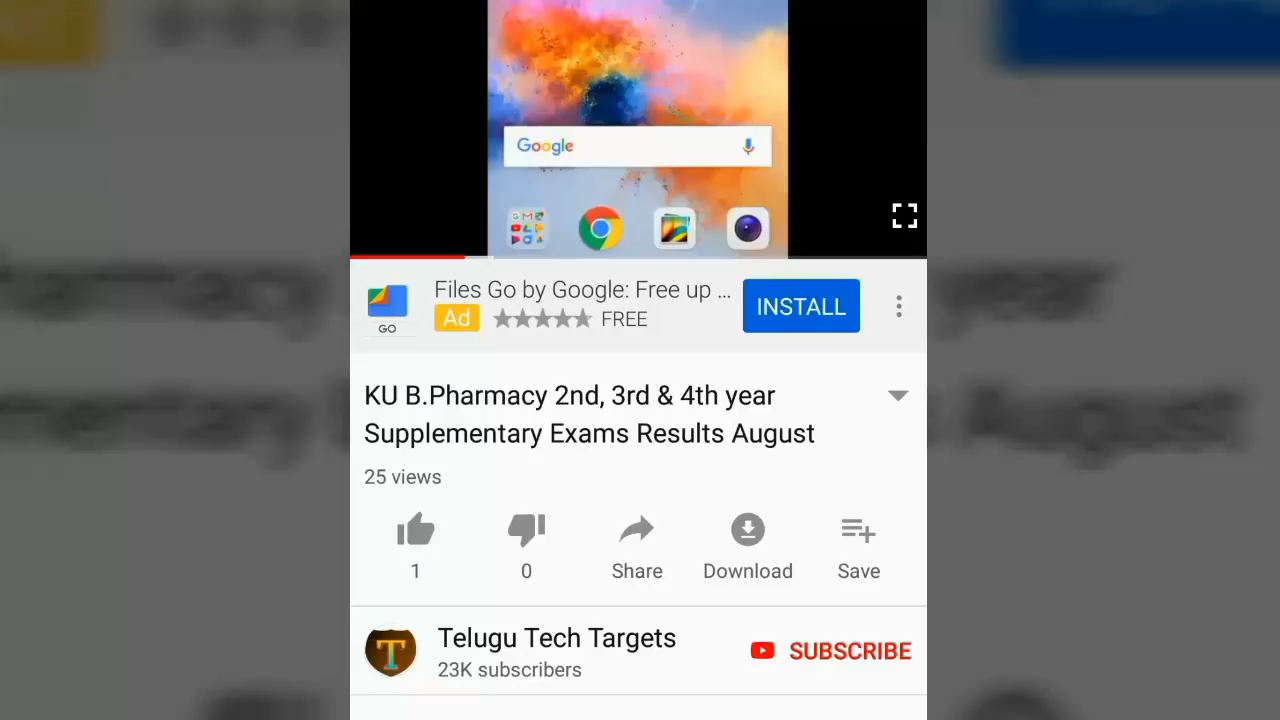 Google
Files Go by Google: Free up ...
Ad FREE
INSTALL
GO
KU B.Pharmacy 2nd, 3rd & 4th year
Supplementary Exams Results August
25 views
1 0 Share Download Save
T
Telugu Tech Targets
23K subscribers
SUBSCRIBE